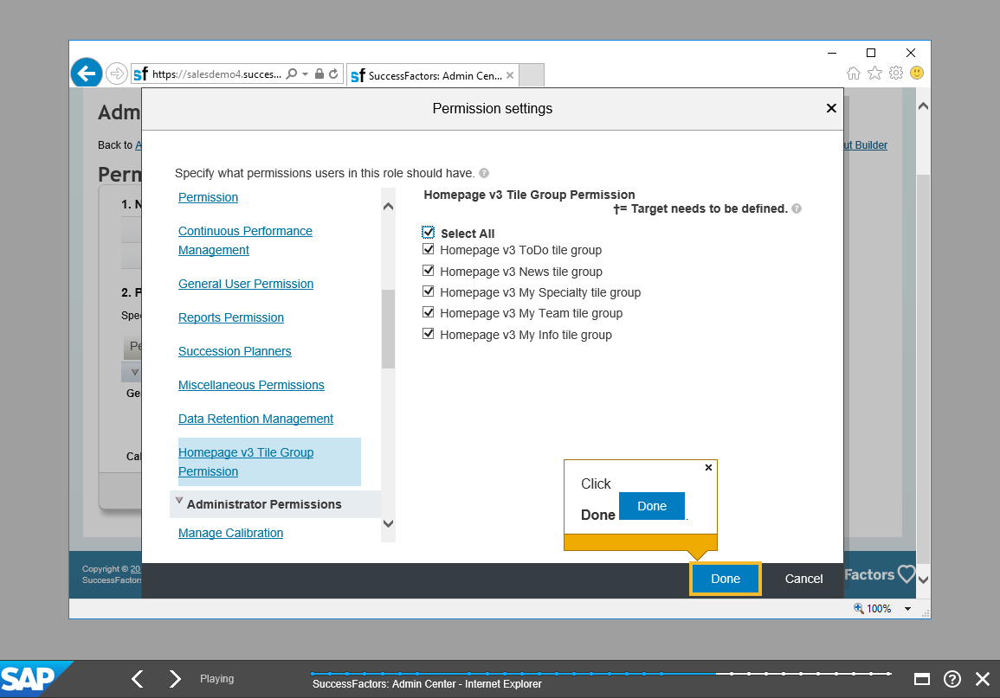 https://salesdemo4.succes...
SuccessFactors: Admin Cen...
Adm
Permission settings
Back to A
ut Builder
Perm
Specify what permissions users in this role should have.
1. N
2. P
Spec
Pe
Ge
Cal
Permission
Continuous Performance
Management
General User Permission
Reports Permission
Succession Planners
Miscellaneous Permissions
Data Retention Management
Homepage v3 Tile Group
Permission
Administrator Permissions
Manage Calibration
Homepage v3 Tile Group Permission
†= Target needs to be defined.
Select All
Homepage v3 ToDo tile group
Homepage v3 News tile group
Homepage v3 My Specialty tile group
Homepage v3 My Team tile group
Homepage v3 My Info tile group
Click
Done Done .
Done
Cancel
Copyright © 20
SuccessFactors
Factors
100%
SAP
Playing
SuccessFactors: Admin Center - Internet Explorer